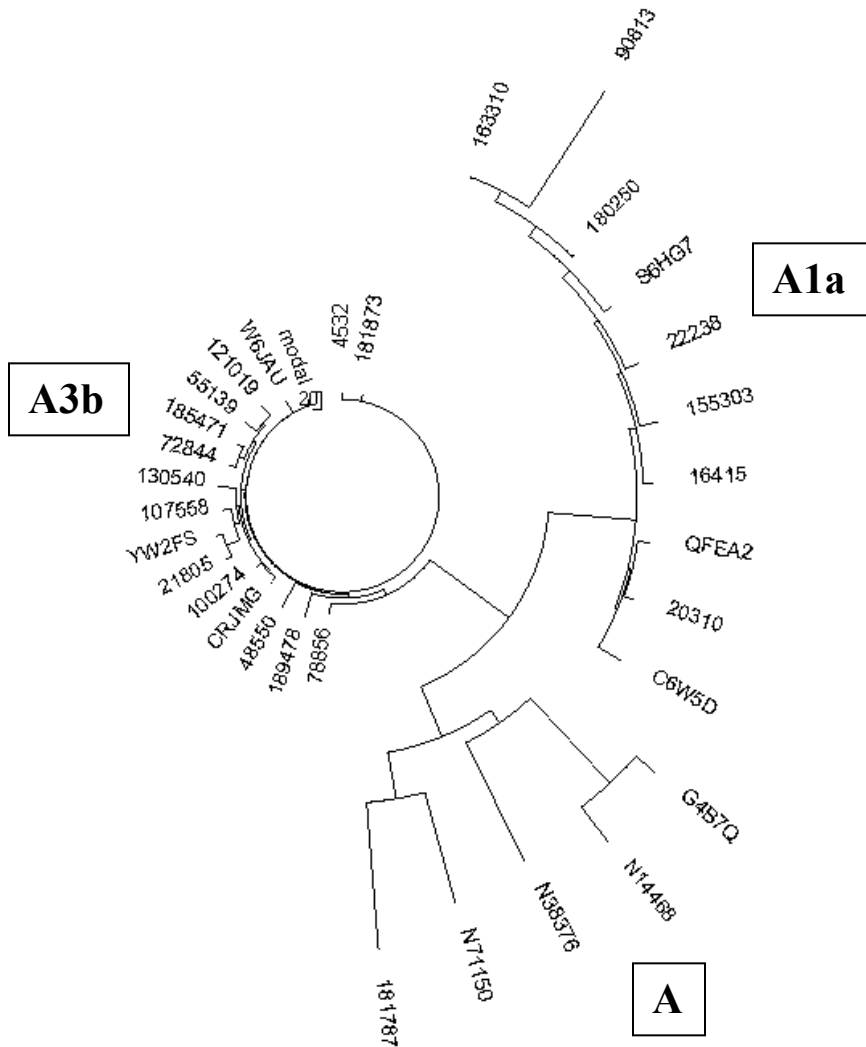 90813
163310
180250
S6HG7
A1a
22238
155303
16415
QFEA2
20310
C6W5D
G4B7Q
N14468
N38376
A
N71150
181787
4532
181873
modal
20
W6JAU
121019
55139
A3b
185471
72844
130540
107558
YW2FS
21805
100274
CRJMG
48550
189478
78856